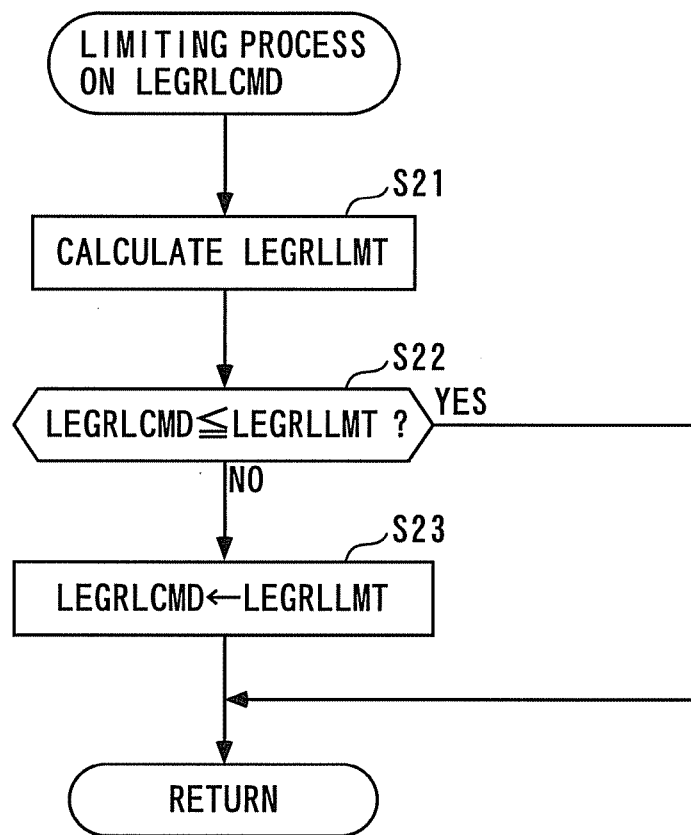 LIMITING PROCESS
ON LEGRLCMD
S21
CALCULATE LEGRLLMT
S22
LEGRLCMD≦LEGRLLMT ?
YES
NO
S23
LEGRLCMD←LEGRLLMT
RETURN